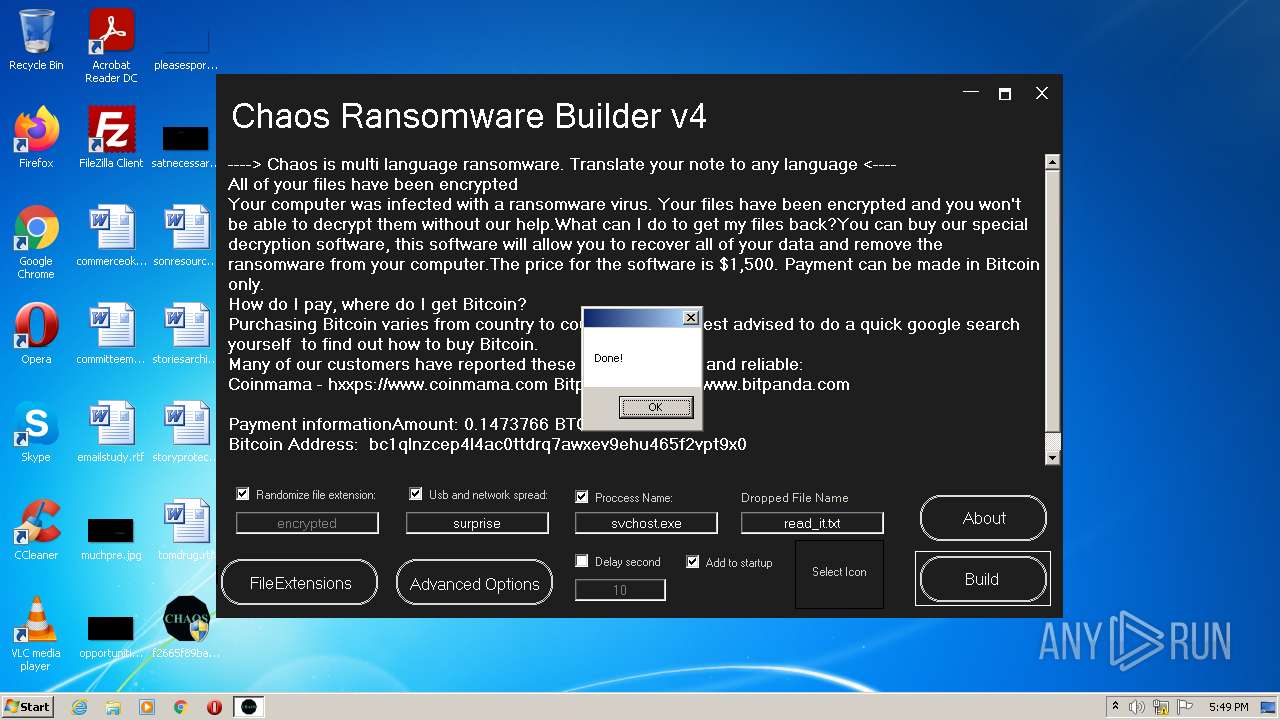 Recycle Bin
Acrobat
Reader DC
pleasespor...
Firefox
FileZilla Client
satnecessar...
Google
Chrome
commerceok...
sonresourc...
Opera
committeem...
storiesarchi...
Skype
emailstudy.rtf
storyprotec...
CCleaner
muchpre.jpg
tomdrug.rtf
VLC media
player
opportuniti...
CHAOS
f2665f89ba...
Chaos Ransomware Builder v4
----> Chaos is multi language ransomware. Translate your note to any language <----
All of your files have been encrypted
Your computer was infected with a ransomware virus. Your files have been encrypted and you won't
be able to decrypt them without our help.What can I do to get my files back?You can buy our special
decryption software, this software will allow you to recover all of your data and remove the
ransomware from your computer.The price for the software is $1,500. Payment can be made in Bitcoin
only.
How do I pay, where do I get Bitcoin?
Purchasing Bitcoin varies from country to co est advised to do a quick google search
yourself  to find out how to buy Bitcoin.
Many of our customers have reported these and reliable:
Coinmama - hxxps://www.coinmama.com Bitp www.bitpanda.com
Payment informationAmount: 0.1473766 BTC
Bitcoin Address:  bc1qlnzcep4l4ac0ttdrq7awxev9ehu465f2vpt9x0
Done!
OK
Randomize file extension:
Usb and network spread:
Proccess Name:
Dropped File Name
encrypted
surprise
svchost.exe
read_it.txt
About
FileExtensions
Advanced Options
Delay second
Add to startup
10
Select Icon
Build
ANY RUN
Start
5:49 PM